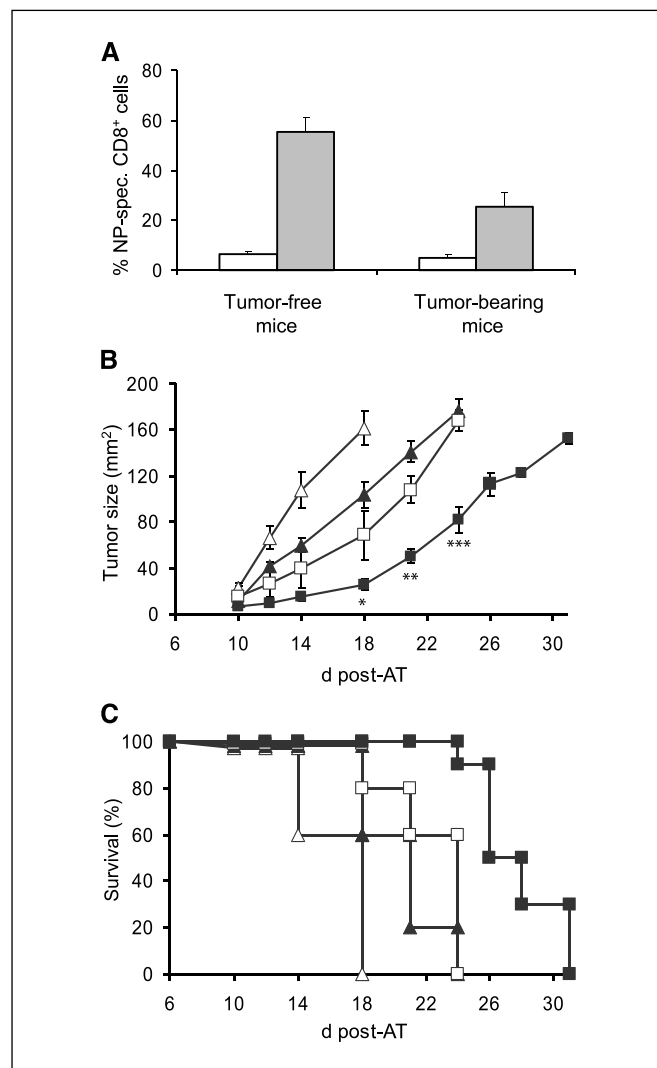 A
% NP-spec. CD8⁺ cells
80
60
40
20
0
Tumor-free
mice
Tumor-bearing
mice
B
Tumor size (mm²)
200
160
120
80
40
0
*
**
***
6 10 14 18 22 26 30
d post-AT
C
Survival (%)
100
80
60
40
20
0
6 10 14 18 22 26 30
d post-AT